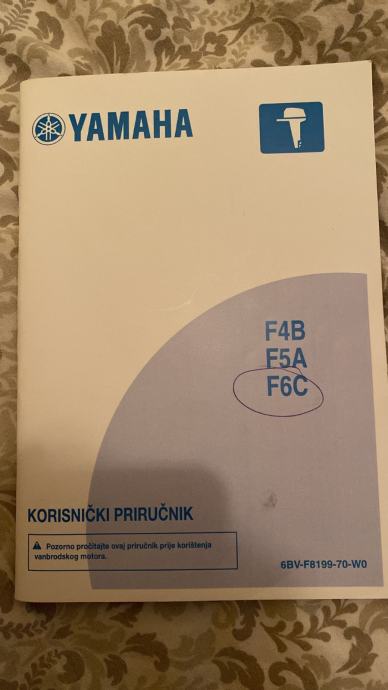 YAMAHA
F4B
F5A
F6C
KORISNIČKI PRIRUČNIK
Pozorno pročitajte ovaj priručnik prije korištenja
vanbrodskog motora.
6BV-F8199-70-W0